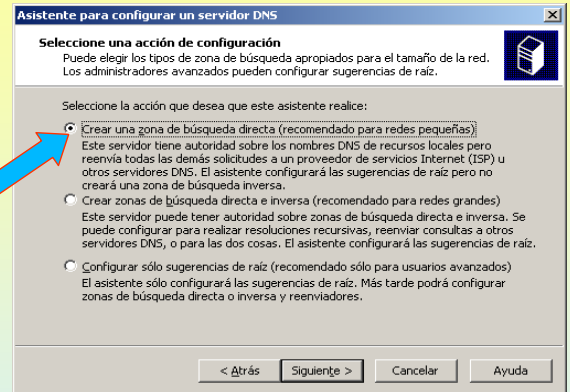 Asistente para configurar un servidor DNS
Seleccione una acción de configuración
Puede elegir los tipos de zona de búsqueda apropiados para el tamaño de la red.
Los administradores avanzados pueden configurar sugerencias de raíz.
Seleccione la acción que desea que este asistente realice:
Crear una zona de búsqueda directa (recomendado para redes pequeñas)
Este servidor tiene autoridad sobre los nombres DNS de recursos locales pero
reenvía todas las demás solicitudes a un proveedor de servicios Internet (ISP) u
otros servidores DNS. El asistente configurará las sugerencias de raíz pero no
creará una zona de búsqueda inversa.
Crear zonas de búsqueda directa e inversa (recomendado para redes grandes)
Este servidor puede tener autoridad sobre zonas de búsqueda directa e inversa. Se
puede configurar para realizar resoluciones recursivas, reenviar consultas a otros
servidores DNS, o para las dos cosas. El asistente configurará las sugerencias de raíz.
Configurar sólo sugerencias de raíz (recomendado sólo para usuarios avanzados)
El asistente sólo configurará las sugerencias de raíz. Más tarde podrá configurar
zonas de búsqueda directa o inversa y reenviadores.
< Atrás Siguiente > Cancelar Ayuda